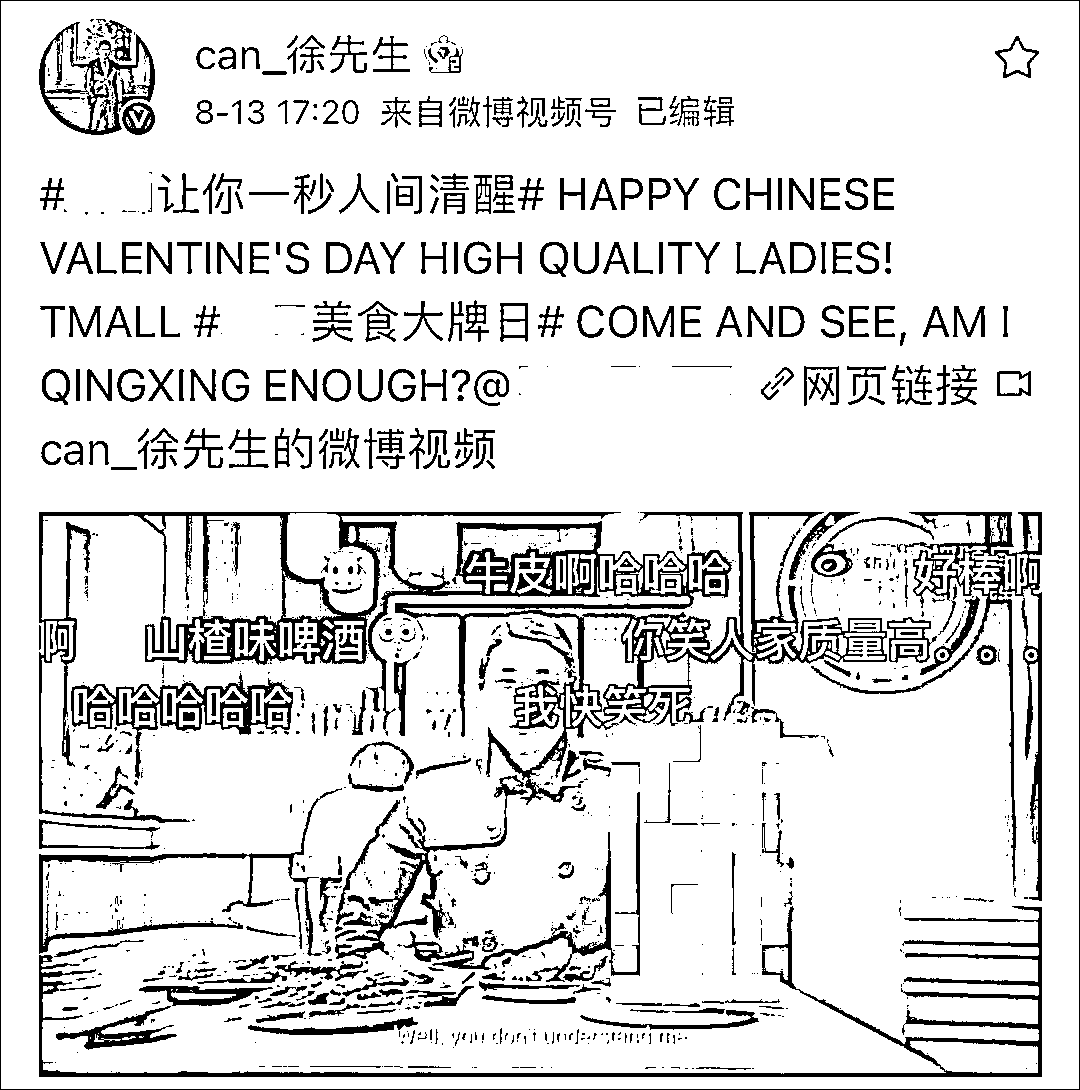 can_徐先生
8-13 17:20 来自微博视频号 已编辑
# 让你一秒人间清醒# HAPPY CHINESE
VALENTINE'S DAY HIGH QUALITY LADIES!
TMALL # 美食大牌日# COME AND SEE, AM I
QINGXING ENOUGH?@ 网页链接
can_徐先生的微博视频
牛皮啊哈哈哈 好棒啊
啊 山楂味啤酒 你笑人家质量高。。。
哈哈哈哈哈 我快笑死
Well, you don't understand me